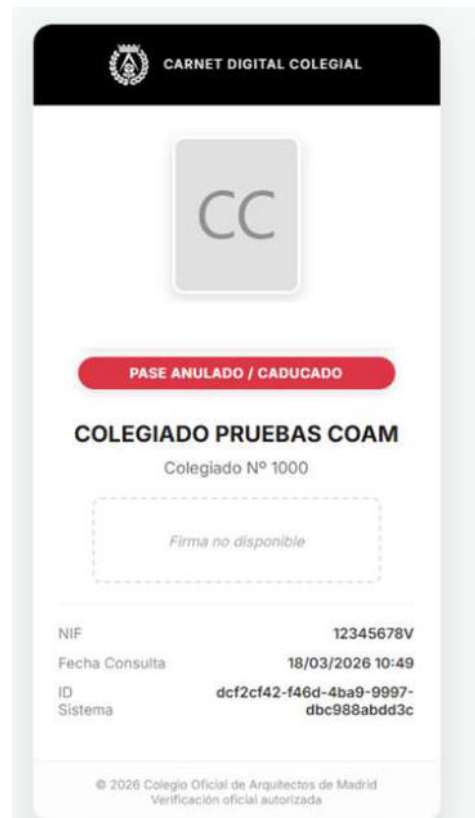 CARNET DIGITAL COLEGIAL
CC
PASE ANULADO / CADUCADO
COLEGIADO PRUEBAS COAM
Colegiado Nº 1000
Firma no disponible
NIF 12345678V
Fecha Consulta 18/03/2026 10:49
ID dcf2cf42-f46d-4ba9-9997-
Sistema dbc988abdd3c
© 2026 Colegio Oficial de Arquitectos de Madrid
Verificación oficial autorizada